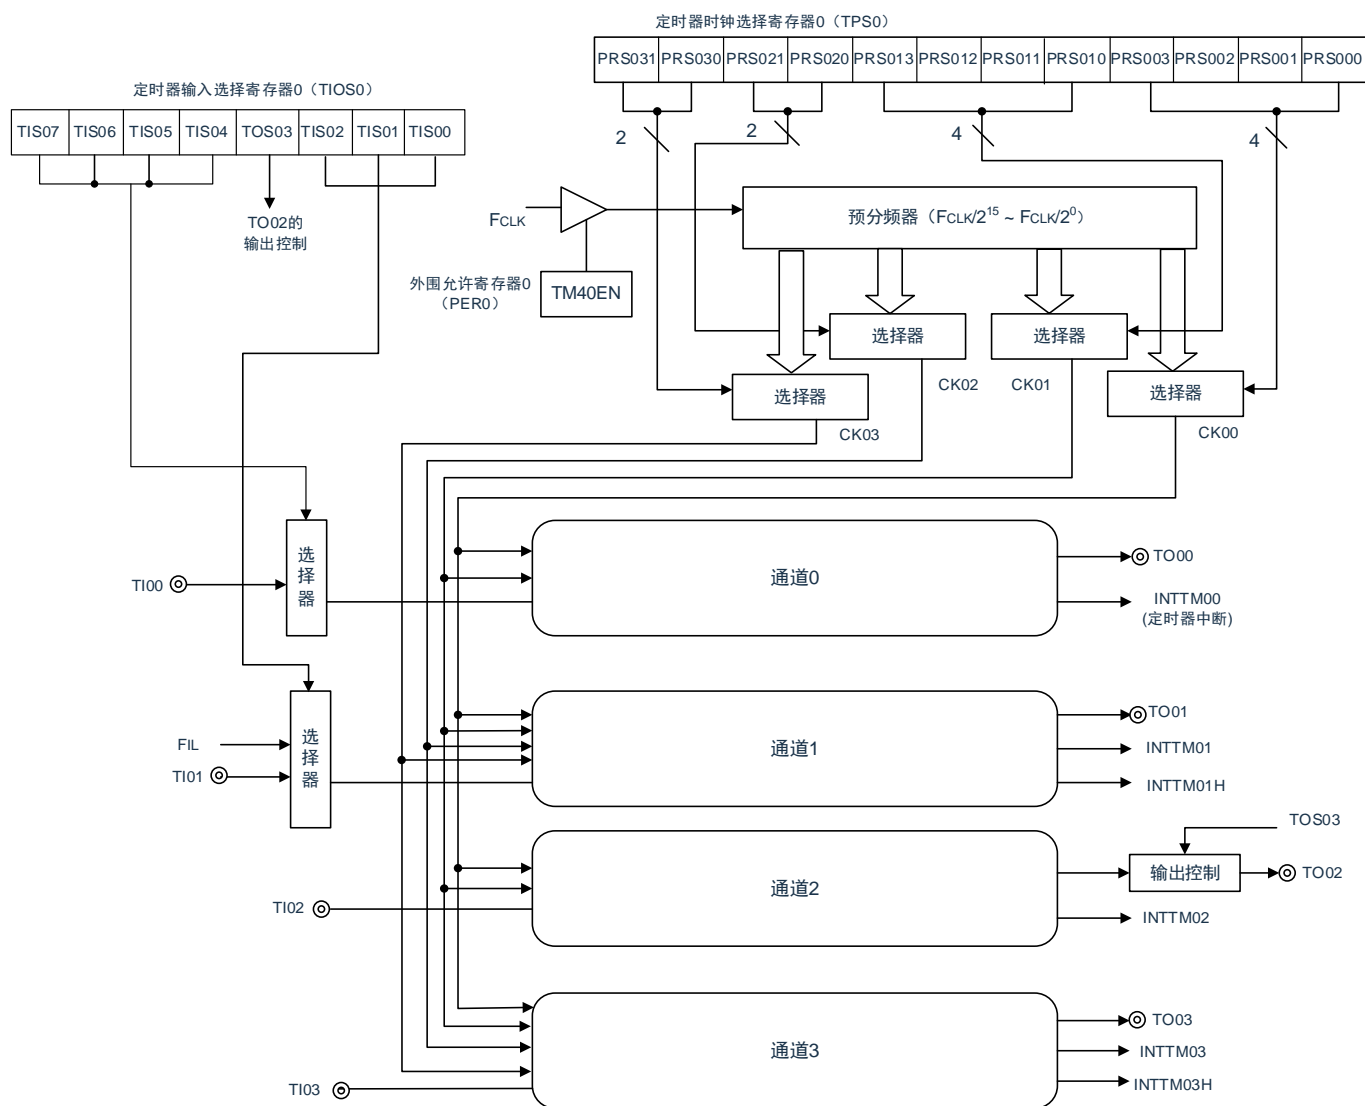 定时器时钟选择寄存器0（TPS0）
PRS031 PRS030 PRS021 PRS020 PRS013 PRS012 PRS011 PRS010 PRS003 PRS002 PRS001 PRS000
定时器输入选择寄存器0（TIOS0）
TIS07 TIS06 TIS05 TIS04 TOS03 TIS02 TIS01 TIS00
2
2
4
4
TO02的
输出控制
FCLK
预分频器（FCLK/2^15 ~ FCLK/2^0）
外围允许寄存器0
（PER0）
TM40EN
选择器
选择器
选择器
选择器
CK02
CK01
CK03
CK00
选择器
TI00
通道0
TO00
INTTM00
(定时器中断)
选择器
FIL
TI01
通道1
TO01
INTTM01
INTTM01H
TOS03
通道2
输出控制
TO02
TI02
INTTM02
通道3
TO03
INTTM03
TI03
INTTM03H